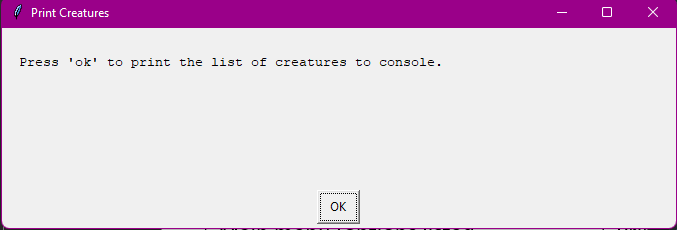 Print Creatures
Press 'ok' to print the list of creatures to console.
OK